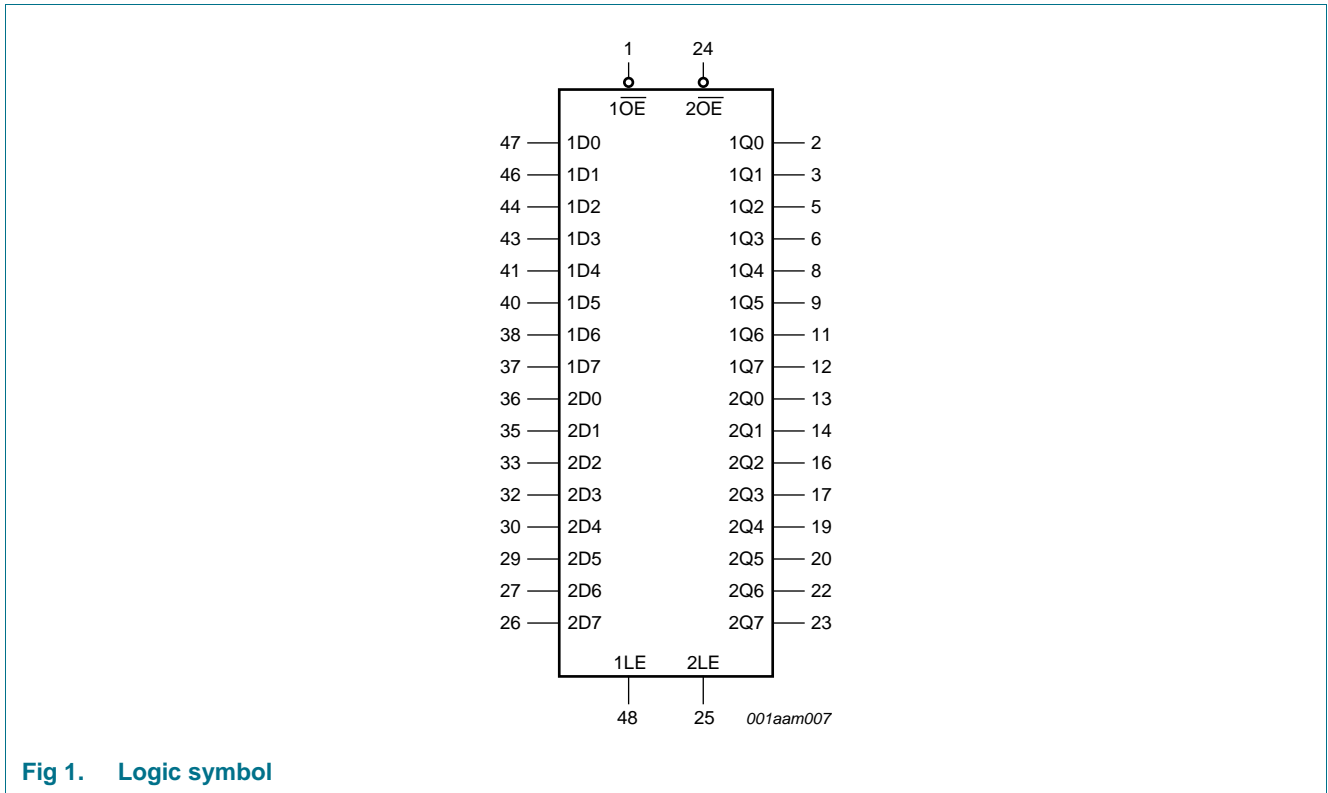 1 24
1O̅E̅ 2O̅E̅
47 1D0 1Q0 2
46 1D1 1Q1 3
44 1D2 1Q2 5
43 1D3 1Q3 6
41 1D4 1Q4 8
40 1D5 1Q5 9
38 1D6 1Q6 11
37 1D7 1Q7 12
36 2D0 2Q0 13
35 2D1 2Q1 14
33 2D2 2Q2 16
32 2D3 2Q3 17
30 2D4 2Q4 19
29 2D5 2Q5 20
27 2D6 2Q6 22
26 2D7 2Q7 23
1LE 2LE
48 25 001aam007
Fig 1. Logic symbol